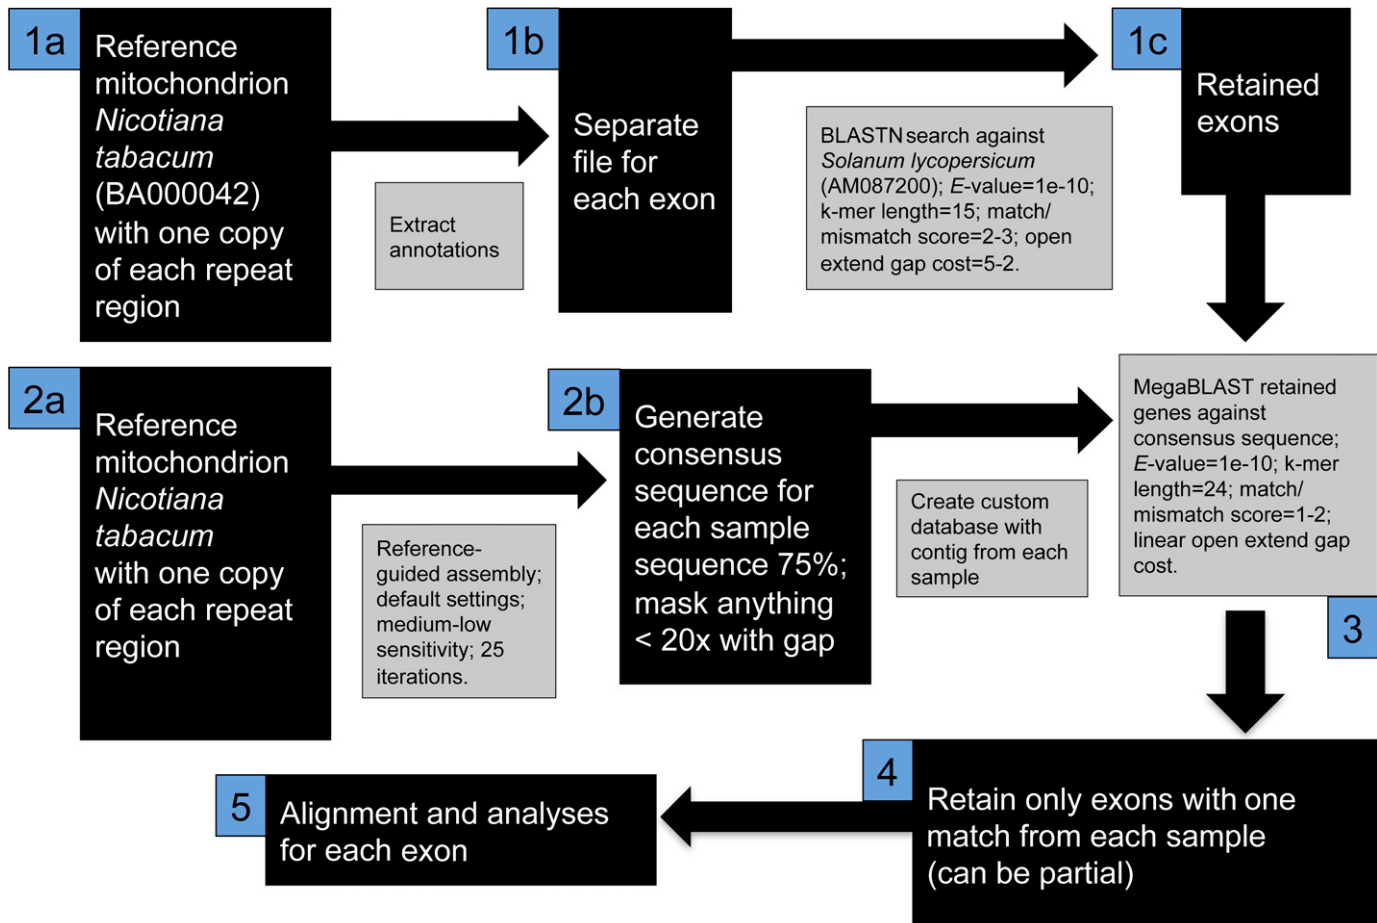 1a
Reference
mitochondrion
Nicotiana
tabacum
(BA000042)
with one copy
of each repeat
region
Extract
annotations
1b
Separate
file for
each exon
BLASTN search against
Solanum lycopersicum
(AM087200); E-value=1e-10;
k-mer length=15; match/
mismatch score=2-3; open
extend gap cost=5-2.
1c
Retained
exons
2a
Reference
mitochondrion
Nicotiana
tabacum
with one copy
of each repeat
region
Reference-
guided assembly;
default settings;
medium-low
sensitivity; 25
iterations.
2b
Generate
consensus
sequence for
each sample
sequence 75%;
mask anything
< 20x with gap
Create custom
database with
contig from each
sample
MegaBLAST retained
genes against
consensus sequence;
E-value=1e-10; k-mer
length=24; match/
mismatch score=1-2;
linear open extend gap
cost.
3
4
Retain only exons with one
match from each sample
(can be partial)
5
Alignment and analyses
for each exon